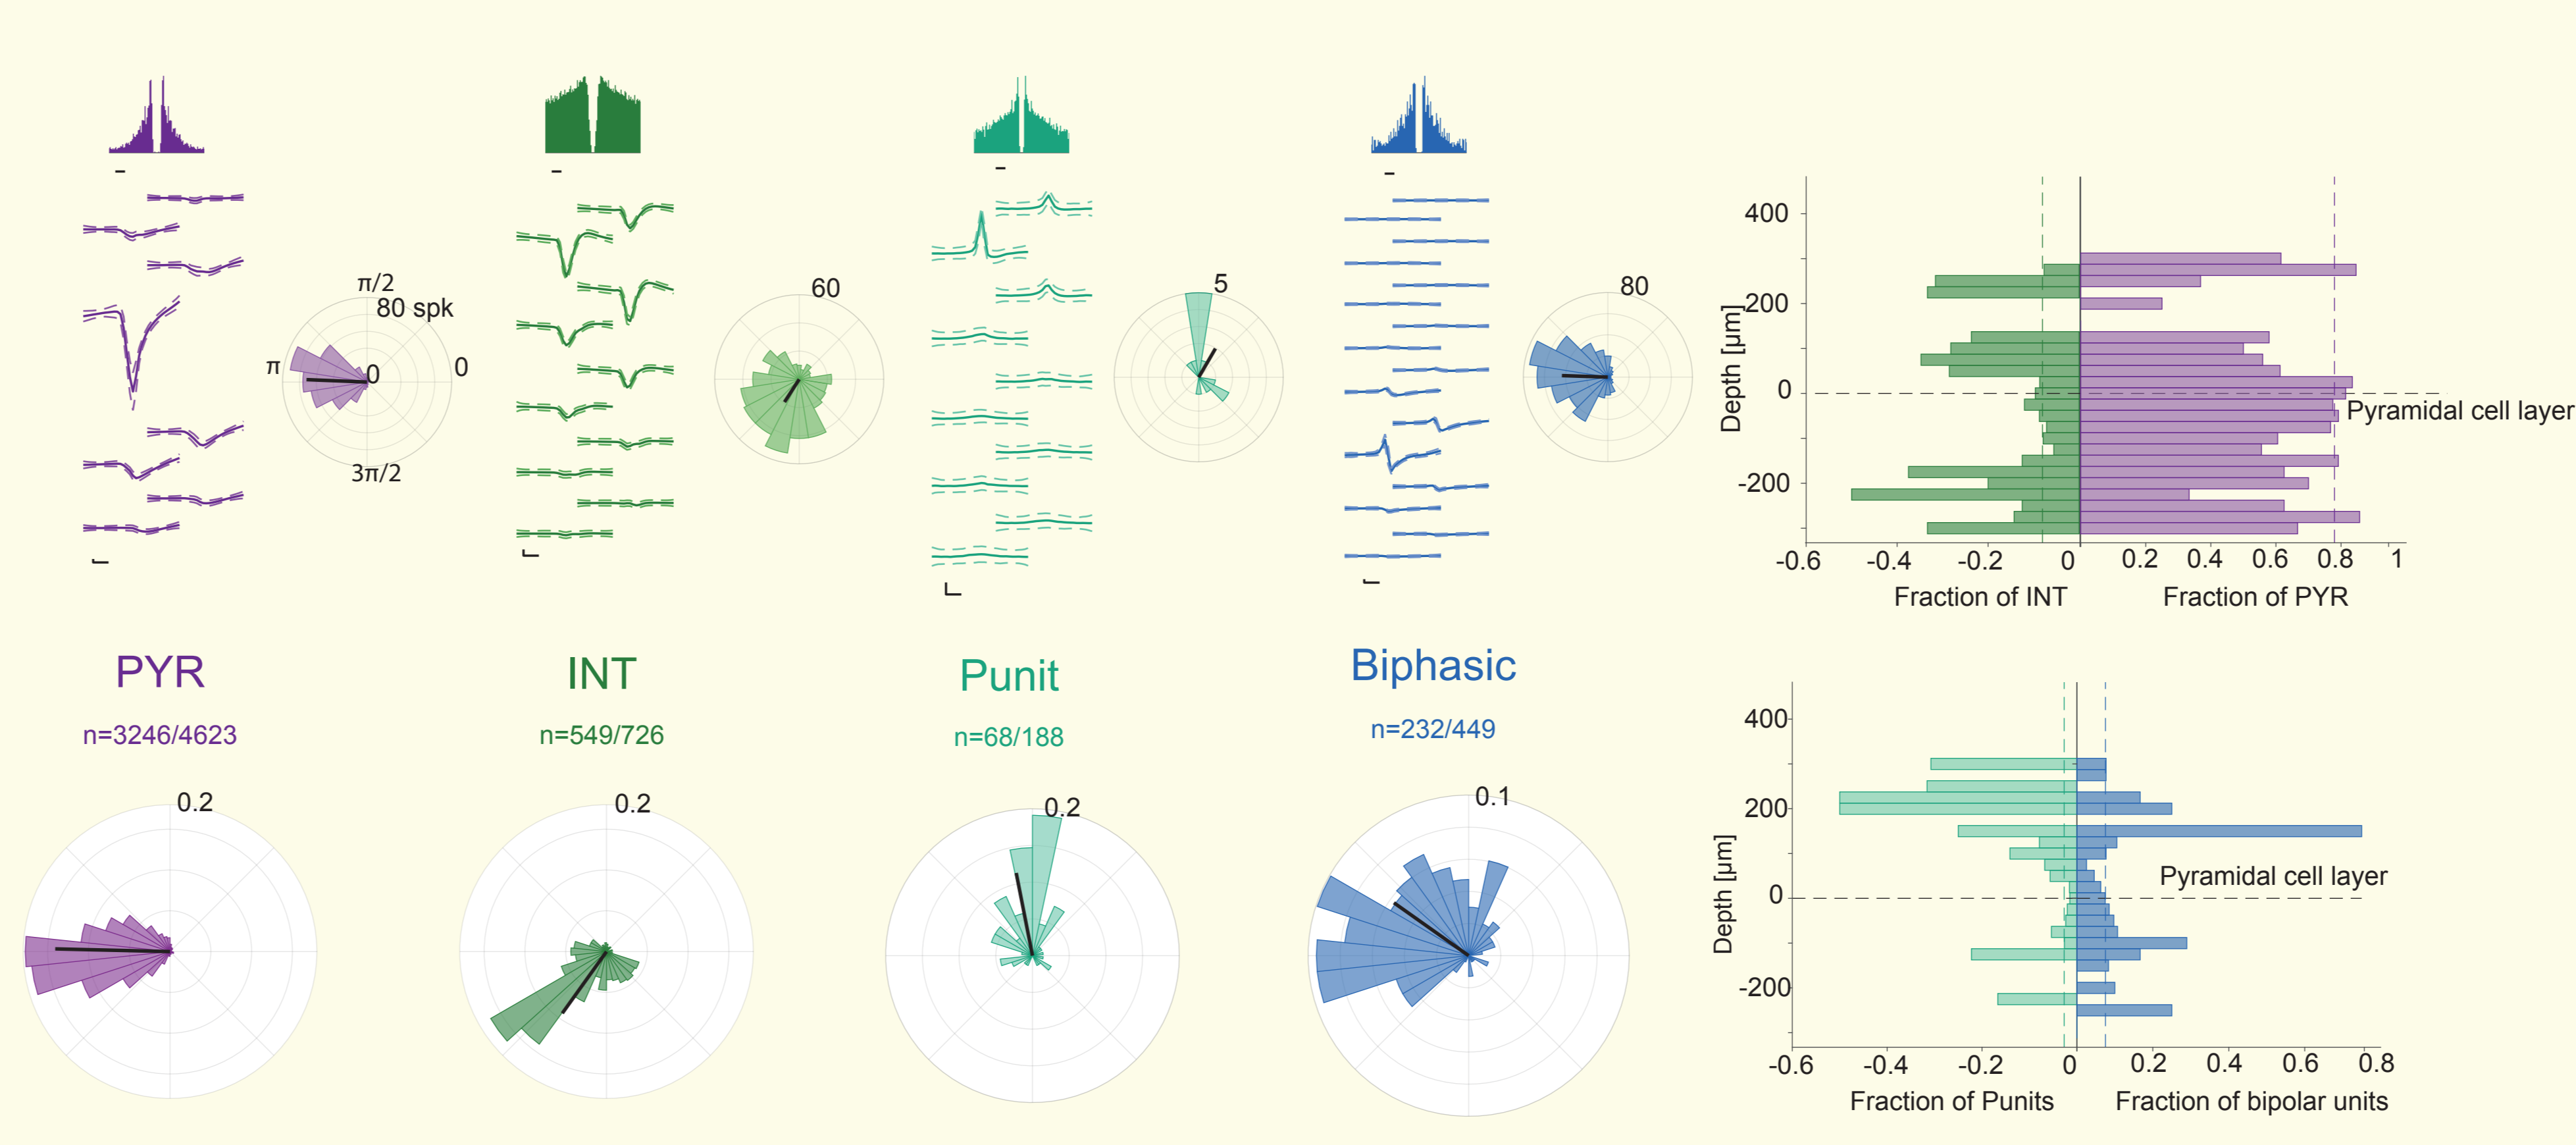 π/2
80 spk
π
0
0
3π/2
60
5
80
400
200
0
-200
Depth [μm]
Pyramidal cell layer
-0.6
-0.4
-0.2
0
0.2
0.4
0.6
0.8
1
Fraction of INT
Fraction of PYR
PYR
n=3246/4623
0.2
INT
n=549/726
0.2
Punit
n=68/188
0.2
Biphasic
n=232/449
0.1
400
200
0
-200
Depth [μm]
Pyramidal cell layer
-0.6
-0.4
-0.2
0
0.2
0.4
0.6
0.8
Fraction of Punits
Fraction of bipolar units